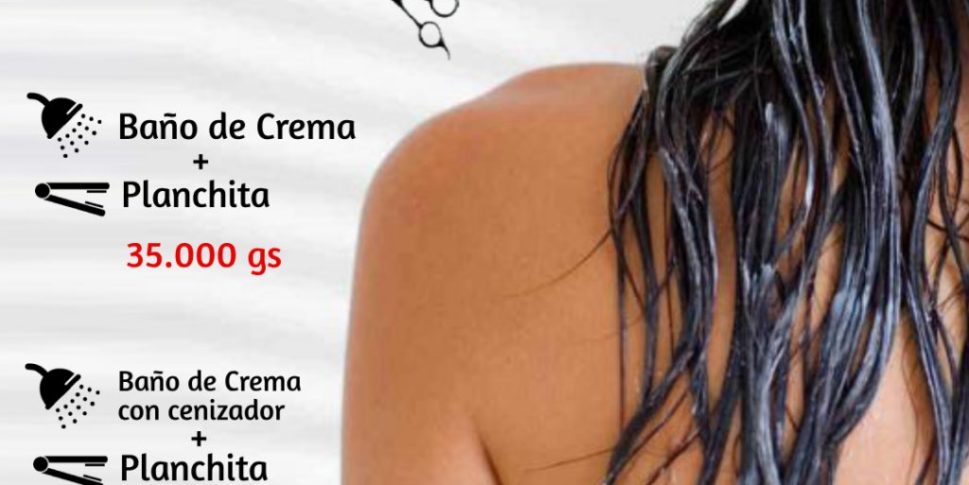 Baño de Crema
+
Planchita
35.000 gs
Baño de Crema
con cenizador
+
Planchita